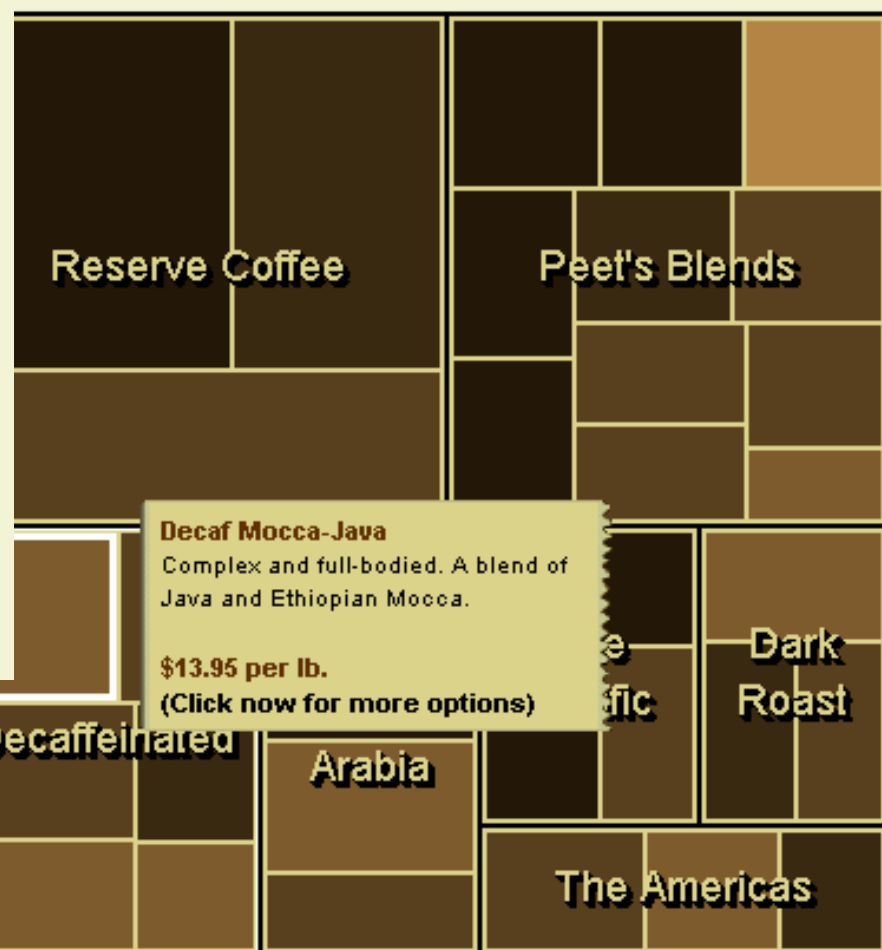 Reserve Coffee
Peet's Blends
Decaf Mocca-Java
Complex and full-bodied. A blend of
Java and Ethiopian Mocca.
$13.95 per lb.
(Click now for more options)
Dark
Roast
Arabia
The Americas